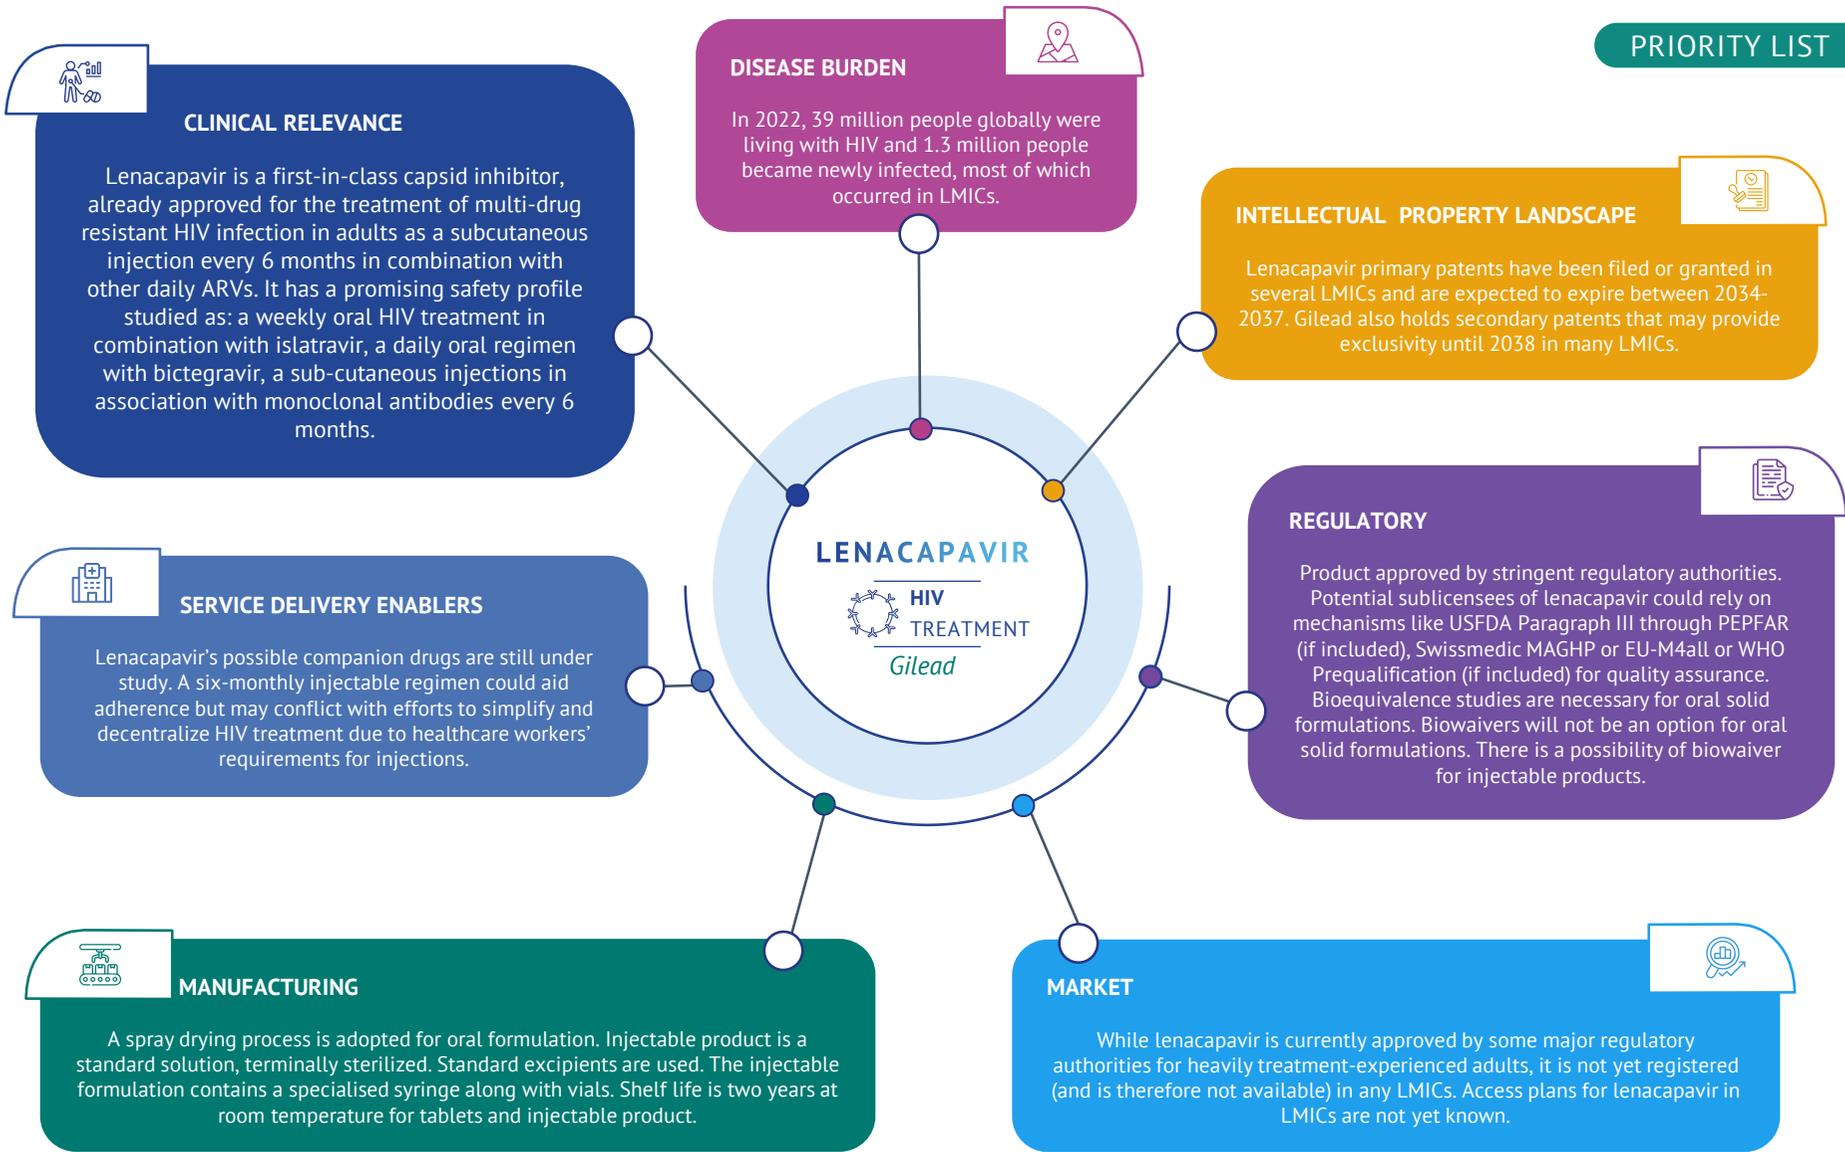 PRIORITY LIST
CLINICAL RELEVANCE
Lenacapavir is a first-in-class capsid inhibitor,
already approved for the treatment of multi-drug
resistant HIV infection in adults as a subcutaneous
injection every 6 months in combination with
other daily ARVs. It has a promising safety profile
studied as: a weekly oral HIV treatment in
combination with islatravir, a daily oral regimen
with bictegravir, a sub-cutaneous injections in
association with monoclonal antibodies every 6
months.
DISEASE BURDEN
In 2022, 39 million people globally were
living with HIV and 1.3 million people
became newly infected, most of which
occurred in LMICs.
INTELLECTUAL PROPERTY LANDSCAPE
Lenacapavir primary patents have been filed or granted in
several LMICs and are expected to expire between 2034-
2037. Gilead also holds secondary patents that may provide
exclusivity until 2038 in many LMICs.
LENACAPAVIR
HIV
TREATMENT
Gilead
REGULATORY
Product approved by stringent regulatory authorities.
Potential sublicensees of lenacapavir could rely on
mechanisms like USFDA Paragraph III through PEPFAR
(if included), Swissmedic MAGHP or EU-M4all or WHO
Prequalification (if included) for quality assurance.
Bioequivalence studies are necessary for oral solid
formulations. Biowaivers will not be an option for oral
solid formulations. There is a possibility of biowaiver
for injectable products.
SERVICE DELIVERY ENABLERS
Lenacapavir’s possible companion drugs are still under
study. A six-monthly injectable regimen could aid
adherence but may conflict with efforts to simplify and
decentralize HIV treatment due to healthcare workers’
requirements for injections.
MANUFACTURING
A spray drying process is adopted for oral formulation. Injectable product is a
standard solution, terminally sterilized. Standard excipients are used. The injectable
formulation contains a specialised syringe along with vials. Shelf life is two years at
room temperature for tablets and injectable product.
MARKET
While lenacapavir is currently approved by some major regulatory
authorities for heavily treatment-experienced adults, it is not yet registered
(and is therefore not available) in any LMICs. Access plans for lenacapavir in
LMICs are not yet known.